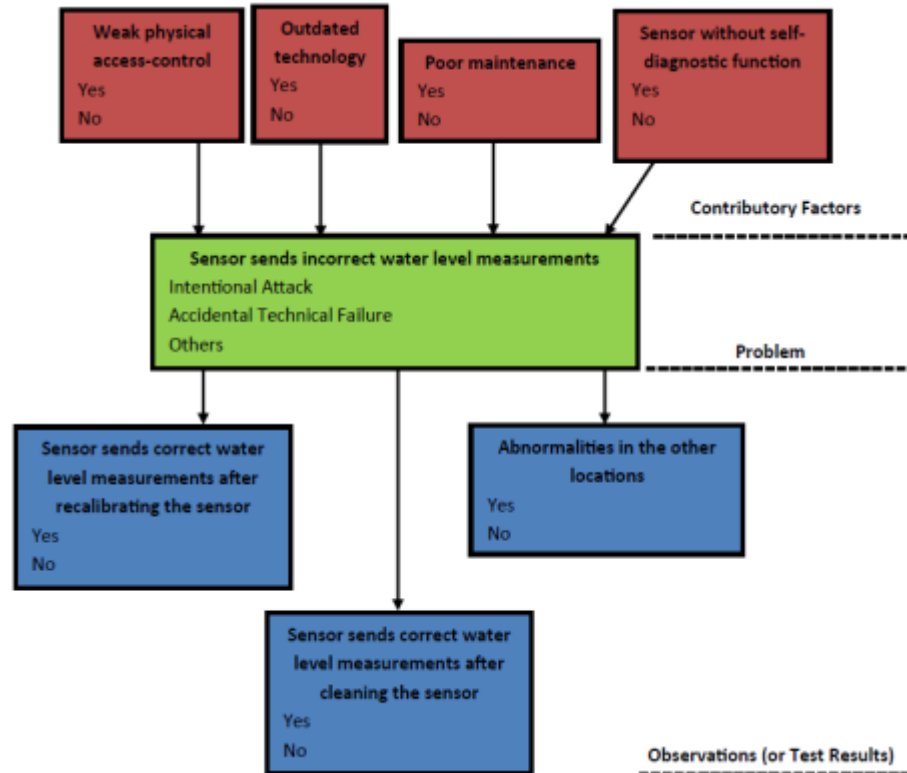 Weak physical
access-control
Yes
No
Outdated
technology
Yes
No
Poor maintenance
Yes
No
Sensor without self-
diagnostic function
Yes
No
Contributory Factors
Sensor sends incorrect water level measurements
Intentional Attack
Accidental Technical Failure
Others
Problem
Sensor sends correct water
level measurements after
recalibrating the sensor
Yes
No
Abnormalities in the other
locations
Yes
No
Sensor sends correct water
level measurements after
cleaning the sensor
Yes
No
Observations (or Test Results)